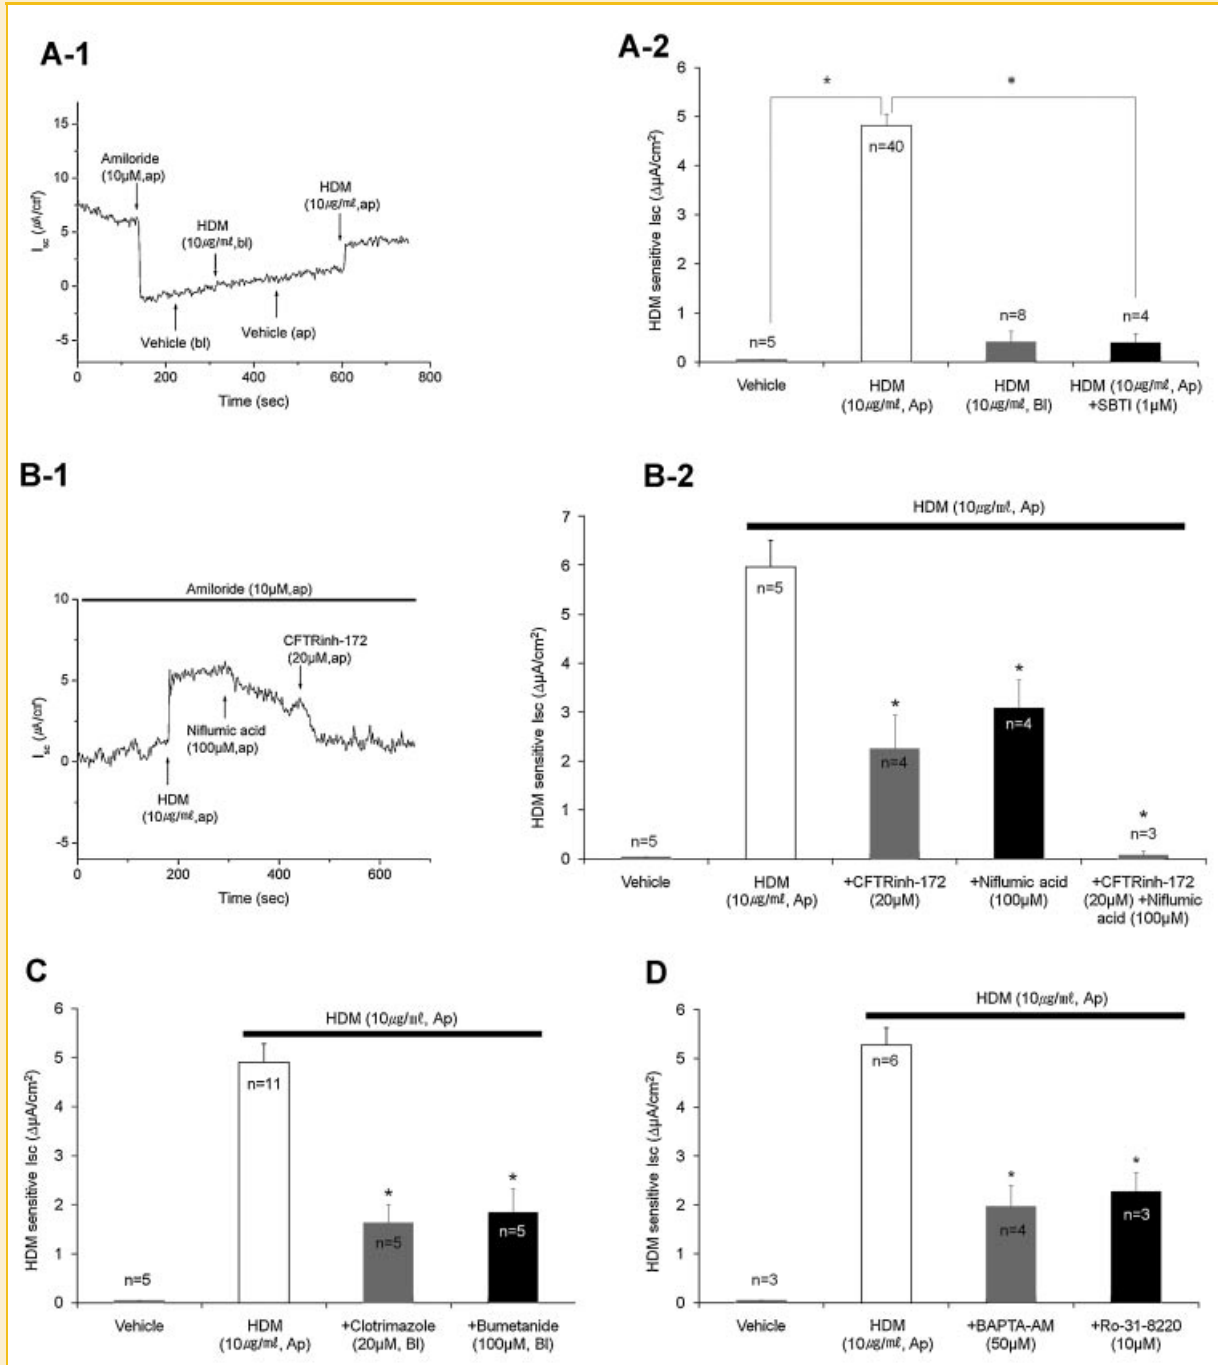 A-1
15
10
5
0
-5
Isc (μA/㎠)
Amiloride
(10μM,ap)
HDM
(10㎍/㎖,bl)
HDM
(10㎍/㎖,ap)
Vehicle (bl)
Vehicle (ap)
0 200 400 600 800
Time (sec)
A-2
6
5
4
3
2
1
0
HDM sensitive Isc (ΔμA/cm²)
* *
n=5
n=40
n=8
n=4
Vehicle
HDM
(10㎍/㎖, Ap)
HDM
(10㎍/㎖, Bl)
HDM (10㎍/㎖, Ap)
+SBTI (1μM)
B-1
Amiloride (10μM,ap)
10
5
0
-5
Isc (μA/㎠)
CFTRinh-172
(20μM,ap)
Niflumic acid
(100μM,ap)
HDM
(10㎍/㎖,ap)
0 200 400 600
Time (sec)
B-2
HDM (10㎍/㎖, Ap)
7
6
5
4
3
2
1
0
HDM sensitive Isc (ΔμA/cm²)
n=5
n=5
*
n=4
*
n=4
*
n=3
Vehicle
HDM
(10㎍/㎖, Ap)
+CFTRinh-172
(20μM)
+Niflumic acid
(100μM)
+CFTRinh-172
(20μM) +Niflumic
acid (100μM)
C
HDM (10㎍/㎖, Ap)
6
5
4
3
2
1
0
HDM sensitive Isc (ΔμA/cm²)
n=5
n=11
*
n=5
*
n=5
Vehicle
HDM
(10㎍/㎖, Ap)
+Clotrimazole
(20μM, Bl)
+Bumetanide
(100μM, Bl)
D
HDM (10㎍/㎖, Ap)
6
5
4
3
2
1
0
HDM sensitive Isc (ΔμA/cm²)
n=3
n=6
*
n=4
*
n=3
Vehicle
HDM
(10㎍/㎖, Ap)
+BAPTA-AM
(50μM)
+Ro-31-8220
(10μM)